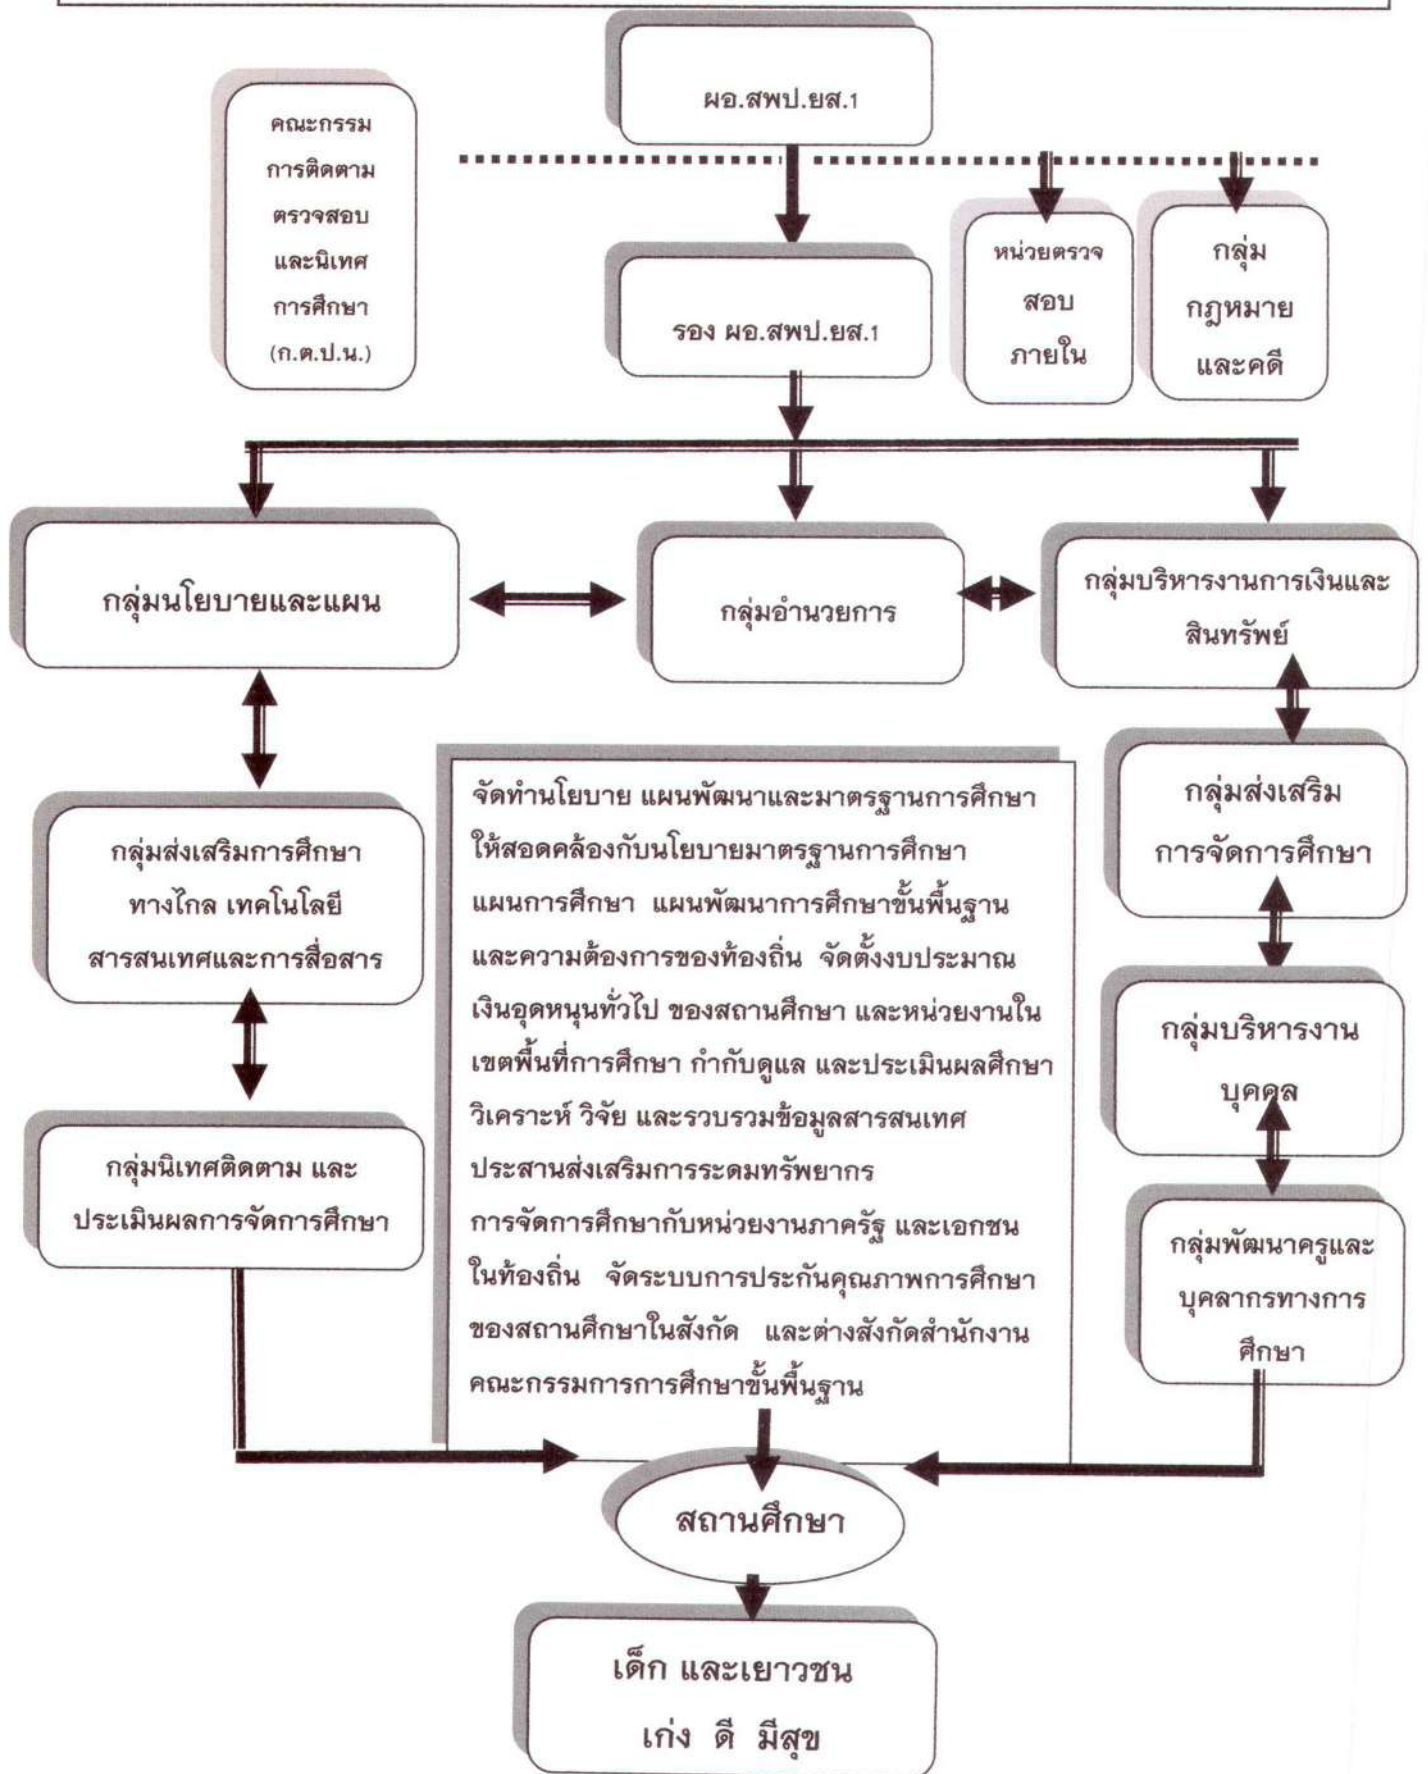 ผอ.สพป.ยส.1
คณะกรรม
การติดตาม
ตรวจสอบ
และนิเทศ
การศึกษา
(ก.ต.ป.น.)
รอง ผอ.สพป.ยส.1
หน่วยตรวจ
สอบ
ภายใน
กลุ่ม
กฎหมาย
และคดี
กลุ่มนโยบายและแผน
กลุ่มอำนวยการ
กลุ่มบริหารงานการเงินและ
สินทรัพย์
กลุ่มส่งเสริมการศึกษา
ทางไกล เทคโนโลยี
สารสนเทศและการสื่อสาร
กลุ่มนิเทศติดตาม และ
ประเมินผลการจัดการศึกษา
จัดทำนโยบาย แผนพัฒนาและมาตรฐานการศึกษา
ให้สอดคล้องกับนโยบายมาตรฐานการศึกษา
แผนการศึกษา แผนพัฒนาการศึกษาขั้นพื้นฐาน
และความต้องการของท้องถิ่น จัดตั้งงบประมาณ
เงินอุดหนุนทั่วไป ของสถานศึกษา และหน่วยงานใน
เขตพื้นที่การศึกษา กำกับดูแล และประเมินผลศึกษา
วิเคราะห์ วิจัย และรวบรวมข้อมูลสารสนเทศ
ประสานส่งเสริมการระดมทรัพยากร
การจัดการศึกษากับหน่วยงานภาครัฐ และเอกชน
ในท้องถิ่น จัดระบบการประกันคุณภาพการศึกษา
ของสถานศึกษาในสังกัด และต่างสังกัดสำนักงาน
คณะกรรมการการศึกษาขั้นพื้นฐาน
กลุ่มส่งเสริม
การจัดการศึกษา
กลุ่มบริหารงาน
บุคคล
กลุ่มพัฒนาครูและ
บุคลากรทางการ
ศึกษา
สถานศึกษา
เด็ก และเยาวชน
เก่ง ดี มีสุข